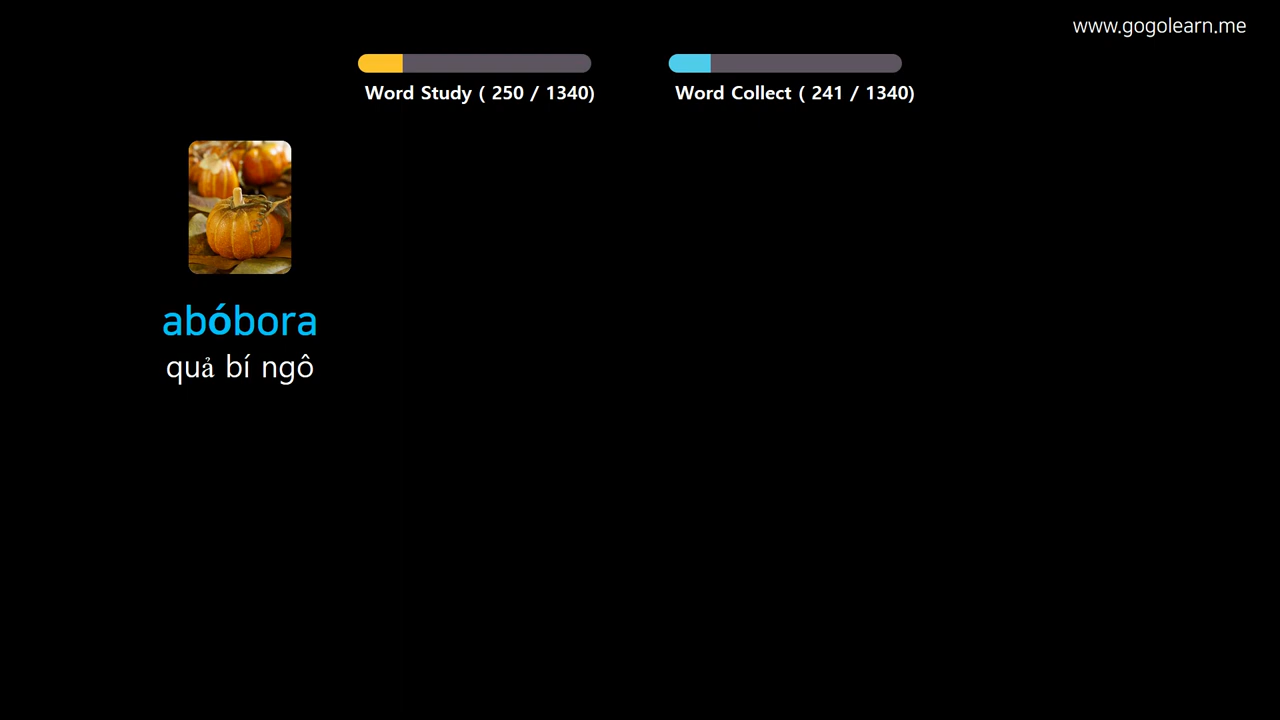 www.gogolearn.me
Word Study ( 250 / 1340)
Word Collect ( 241 / 1340)
abóbora
quả bí ngô